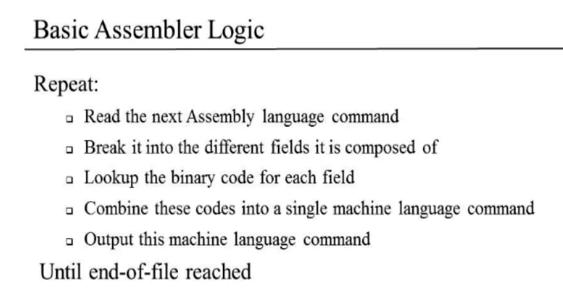 Basic Assembler Logic
Repeat:
Read the next Assembly language command
Break it into the different fields it is composed of
Lookup the binary code for each field
Combine these codes into a single machine language command
Output this machine language command
Until end-of-file reached